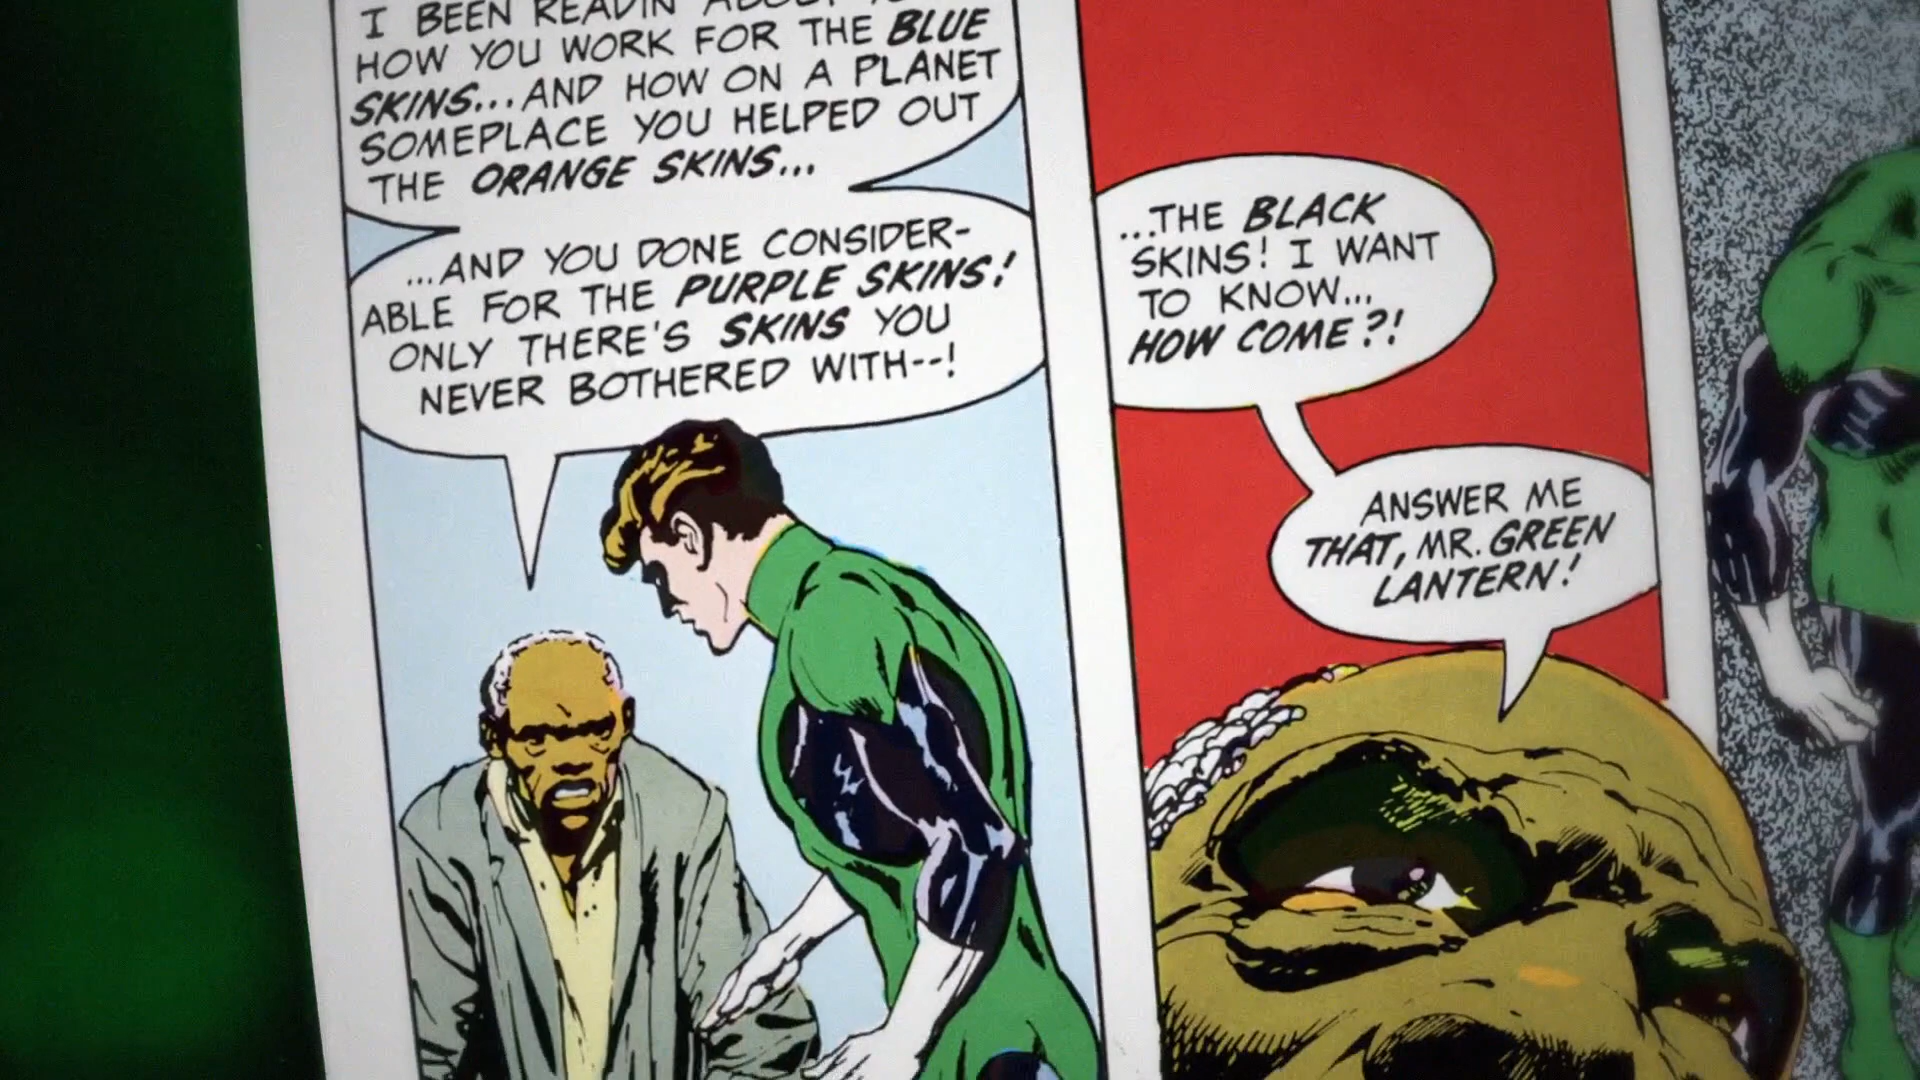 I BEEN READIN' ABOUT
HOW YOU WORK FOR THE BLUE
SKINS...AND HOW ON A PLANET
SOMEPLACE YOU HELPED OUT
THE ORANGE SKINS...
...AND YOU DONE CONSIDER-
ABLE FOR THE PURPLE SKINS!
ONLY THERE'S SKINS YOU
NEVER BOTHERED WITH--!
...THE BLACK
SKINS! I WANT
TO KNOW...
HOW COME?!
ANSWER ME
THAT, MR. GREEN
LANTERN!